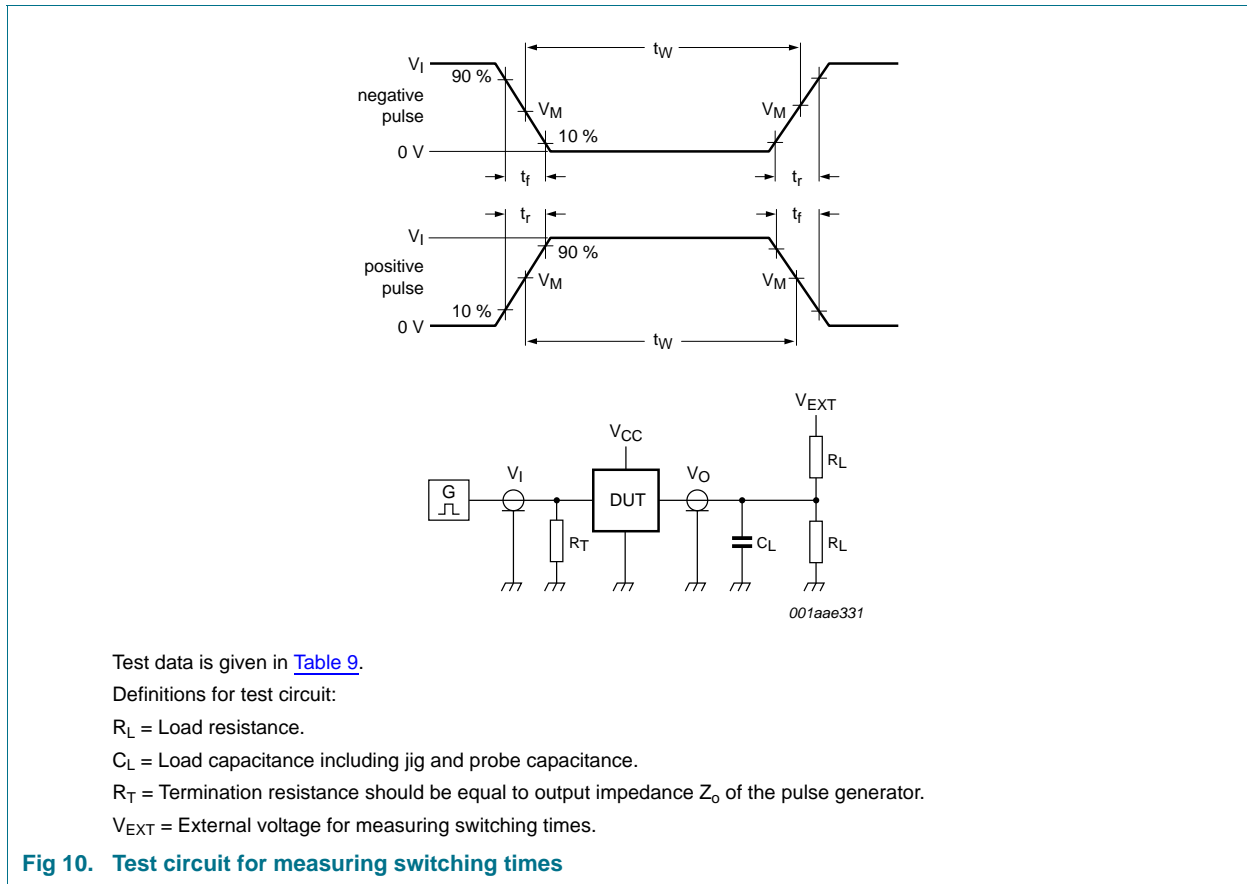 t_W
V_I
90 %
negative
pulse
V_M
V_M
10 %
0 V
t_f
t_r
t_r
t_f
V_I
90 %
positive
pulse
V_M
V_M
10 %
0 V
t_W
V_EXT
V_CC
R_L
V_I
V_O
G
DUT
R_T
C_L
R_L
001aae331
Test data is given in Table 9.
Definitions for test circuit:
R_L = Load resistance.
C_L = Load capacitance including jig and probe capacitance.
R_T = Termination resistance should be equal to output impedance Z_o of the pulse generator.
V_EXT = External voltage for measuring switching times.
Fig 10. Test circuit for measuring switching times